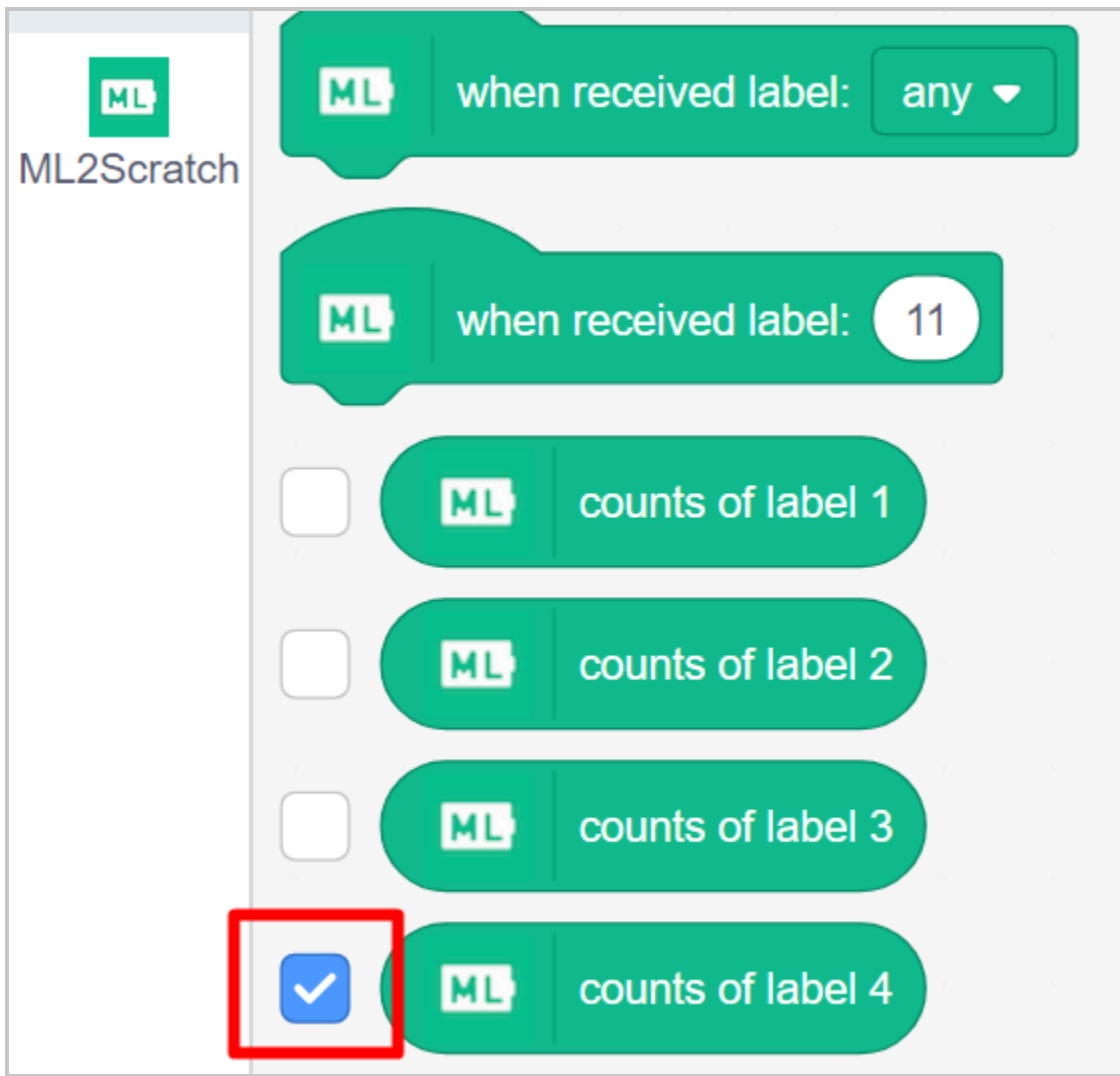 ML when received label: any
ML2Scratch
ML when received label: 11
ML counts of label 1
ML counts of label 2
ML counts of label 3
ML counts of label 4
ML